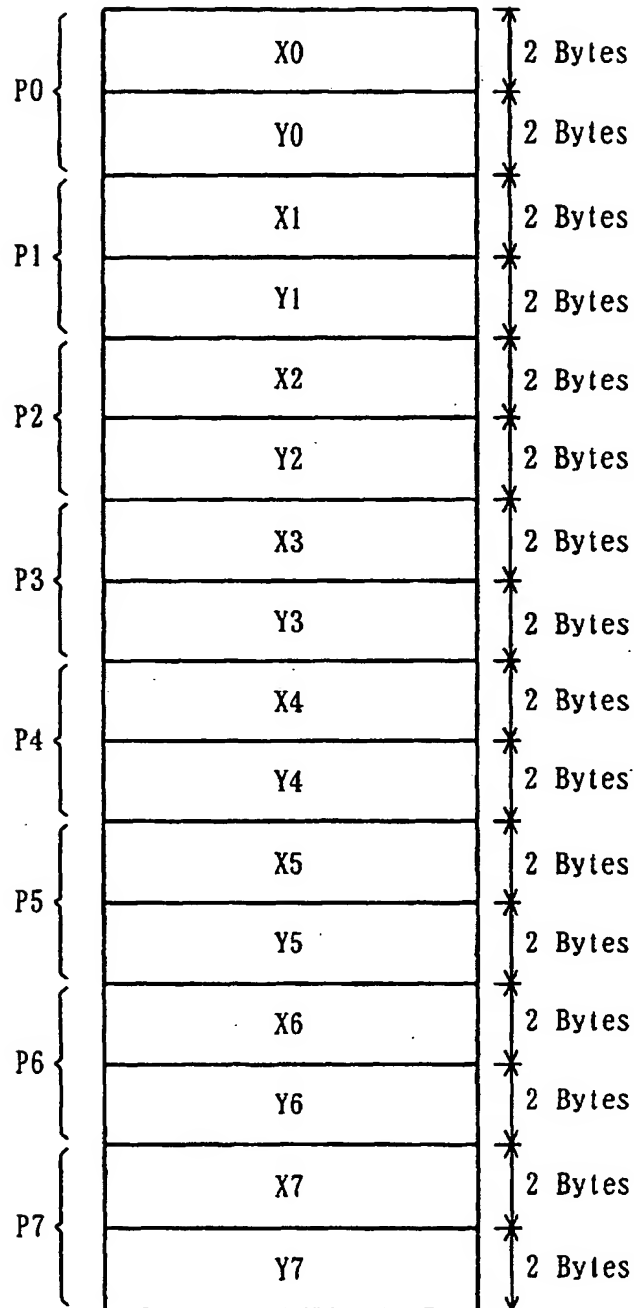 X0 2 Bytes
P0
Y0 2 Bytes
X1 2 Bytes
P1
Y1 2 Bytes
X2 2 Bytes
P2
Y2 2 Bytes
X3 2 Bytes
P3
Y3 2 Bytes
X4 2 Bytes
P4
Y4 2 Bytes
X5 2 Bytes
P5
Y5 2 Bytes
X6 2 Bytes
P6
Y6 2 Bytes
X7 2 Bytes
P7
Y7 2 Bytes